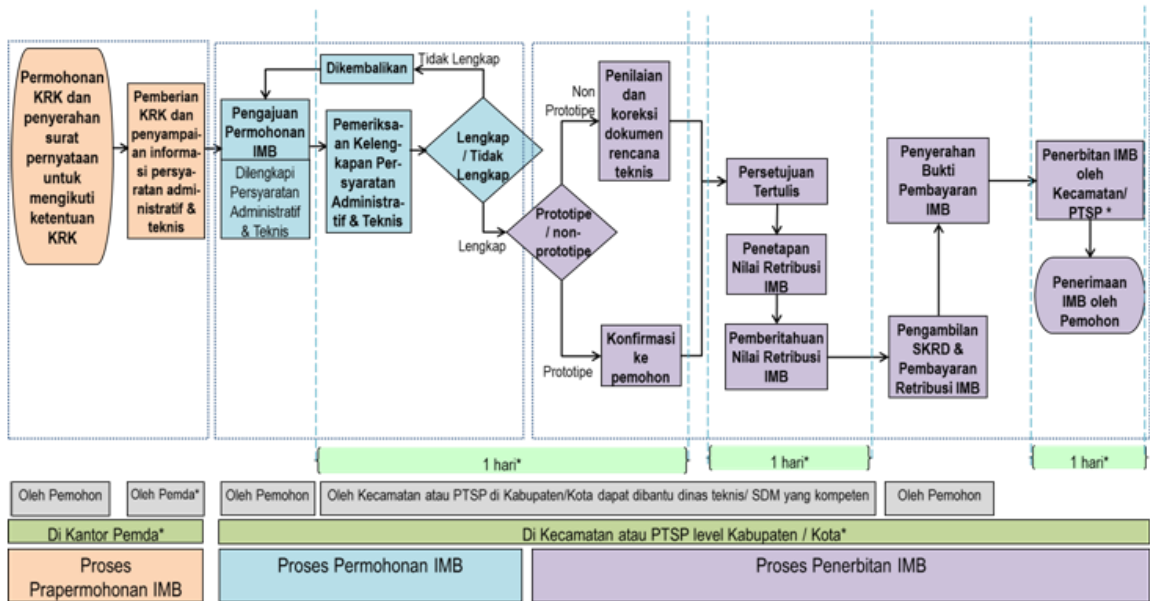 Permohonan
KRK dan
penyerahan
surat
pernyataan
untuk
mengikuti
ketentuan
KRK
Pemberian
KRK dan
penyampai-
an informa-
si persya-
ratan admi-
nistratif &
teknis
Dikembalikan
Tidak Lengkap
Pengajuan
Permohonan
IMB
Dilengkapi
Persyaratan
Administratif
& Teknis
Pemeriksa-
an Keleng-
kapan Per-
syaratan
Administra-
tif & Teknis
Lengkap
/ Tidak
Lengkap
Lengkap
Prototipe
/ non-
prototipe
Non
Prototipe
Prototipe
Penilaian
dan
koreksi
dokumen
rencana
teknis
Konfirmasi
ke
pemohon
Persetujuan
Tertulis
Penetapan
Nilai Retribusi
IMB
Pemberitahuan
Nilai Retribusi
IMB
Penyerahan
Bukti
Pembayaran
IMB
Pengambilan
SKRD &
Pembayaran
Retribusi IMB
Penerbitan IMB
oleh
Kecamatan/
PTSP *
Penerimaan
IMB oleh
Pemohon
1 hari*
1 hari*
1 hari*
Oleh Pemohon
Oleh Pemda*
Oleh Pemohon
Oleh Kecamatan atau PTSP di Kabupaten/Kota dapat dibantu dinas teknis/ SDM yang kompeten
Oleh Pemohon
Di Kantor Pemda*
Di Kecamatan atau PTSP level Kabupaten / Kota*
Proses
Prapermohonan IMB
Proses Permohonan IMB
Proses Penerbitan IMB